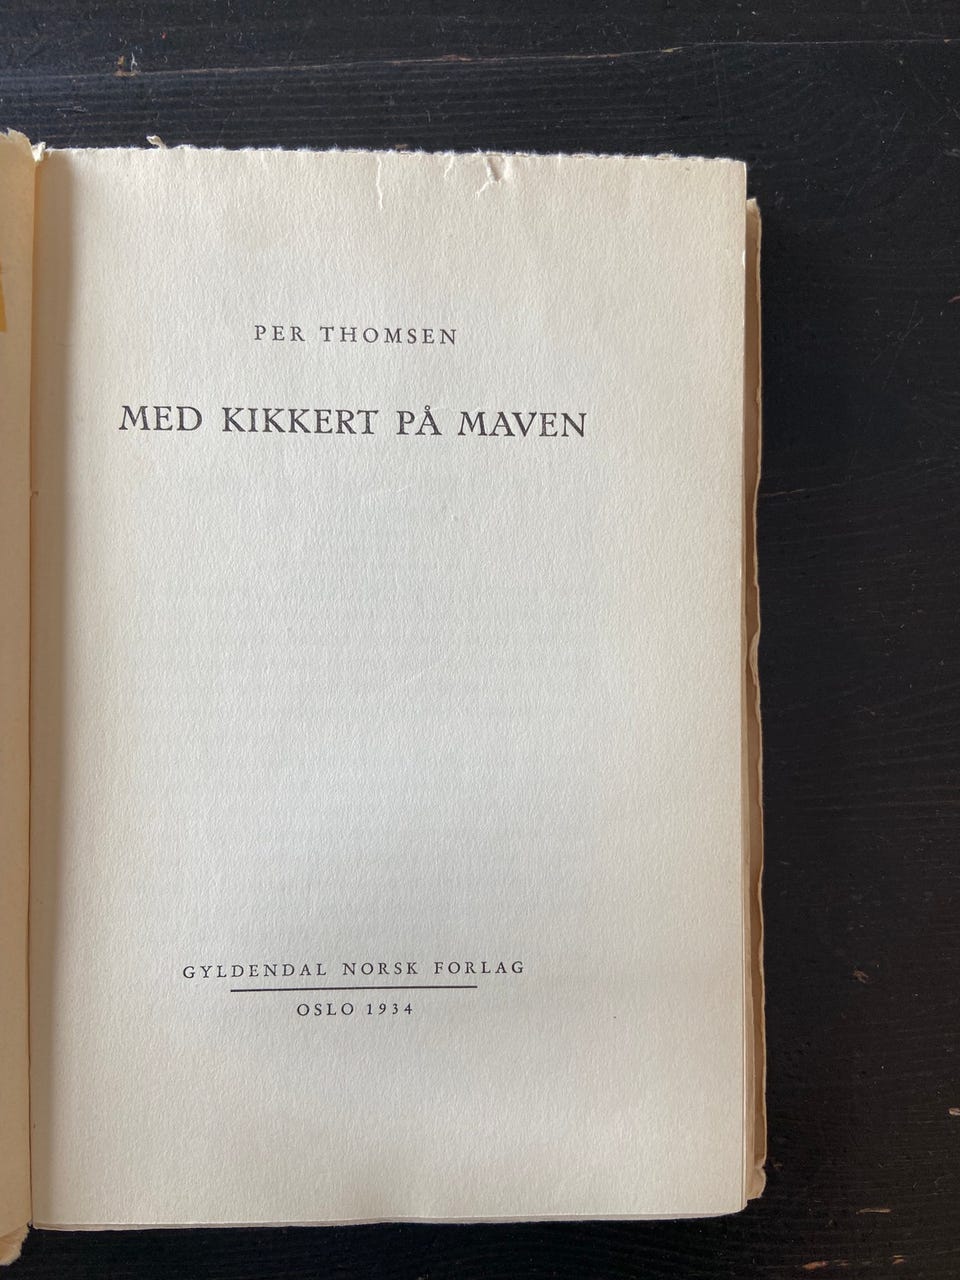 PER THOMSEN
MED KIKKERT PÅ MAVEN
GYLDENDAL NORSK FORLAG
OSLO 1934